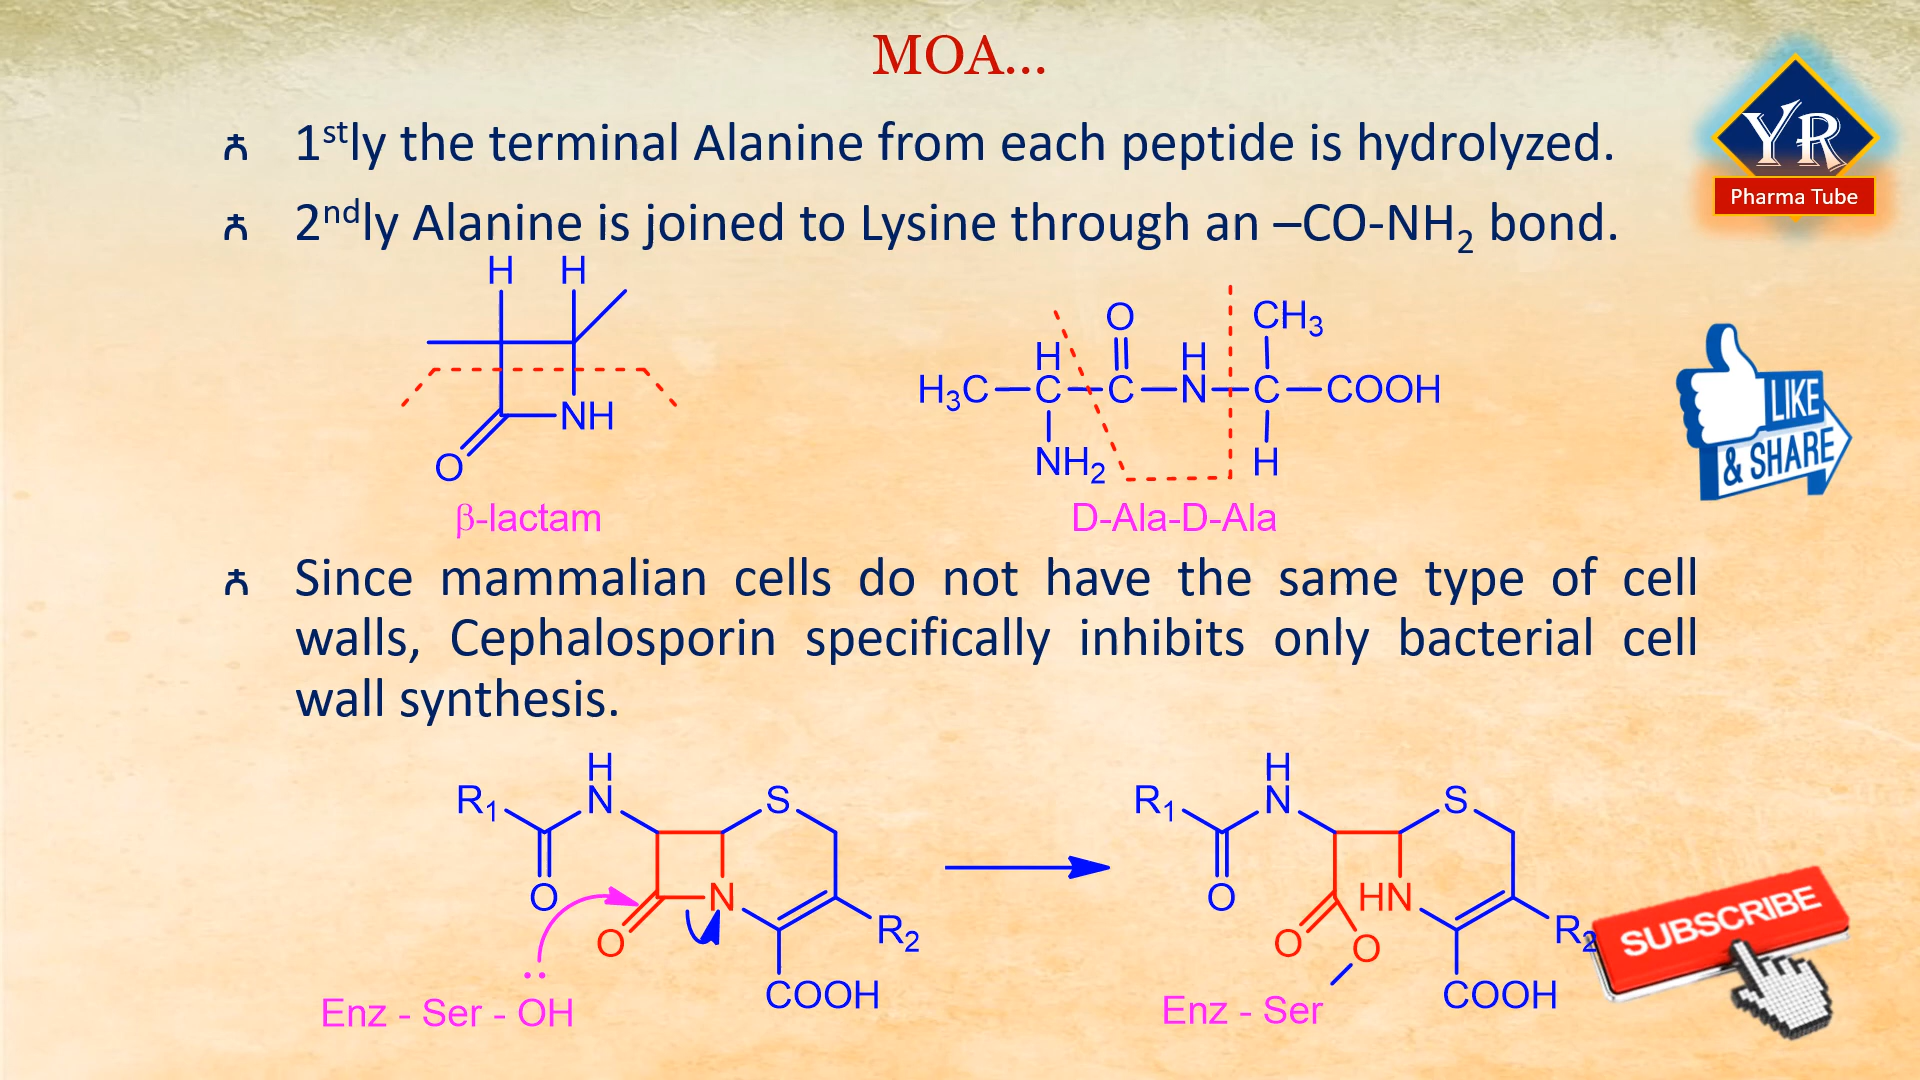 MOA...
YR
Pharma Tube
1stly the terminal Alanine from each peptide is hydrolyzed.
2ndly Alanine is joined to Lysine through an –CO-NH2 bond.
H H
NH
O
β-lactam
O CH3
H H
H3C C C N C COOH
NH2 H
D-Ala-D-Ala
LIKE
& SHARE
Since mammalian cells do not have the same type of cell
walls, Cephalosporin specifically inhibits only bacterial cell
wall synthesis.
H
R1 N S
O N
O R2
COOH
Enz - Ser - OH
H
R1 N S
O HN
O O R2
COOH
Enz - Ser
SUBSCRIBE